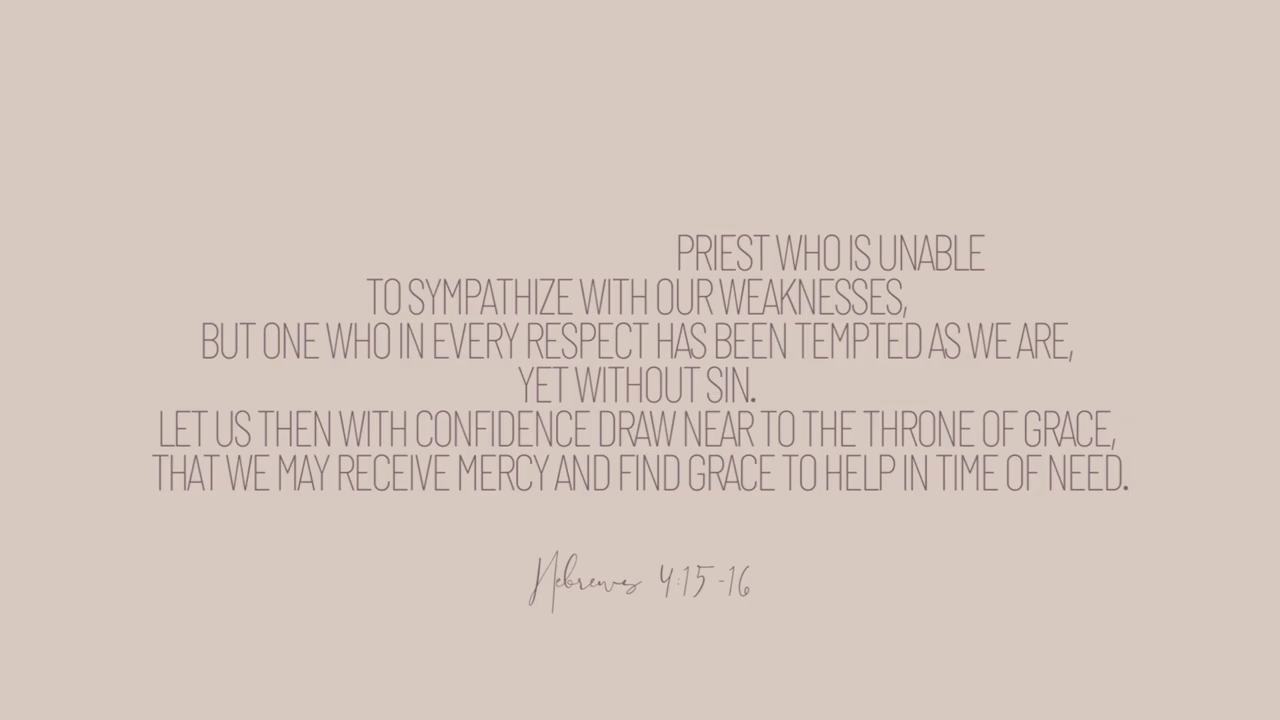 PRIEST WHO IS UNABLE
TO SYMPATHIZE WITH OUR WEAKNESSES,
BUT ONE WHO IN EVERY RESPECT HAS BEEN TEMPTED AS WE ARE,
YET WITHOUT SIN.
LET US THEN WITH CONFIDENCE DRAW NEAR TO THE THRONE OF GRACE,
THAT WE MAY RECEIVE MERCY AND FIND GRACE TO HELP IN TIME OF NEED.
Hebrews 4:15-16